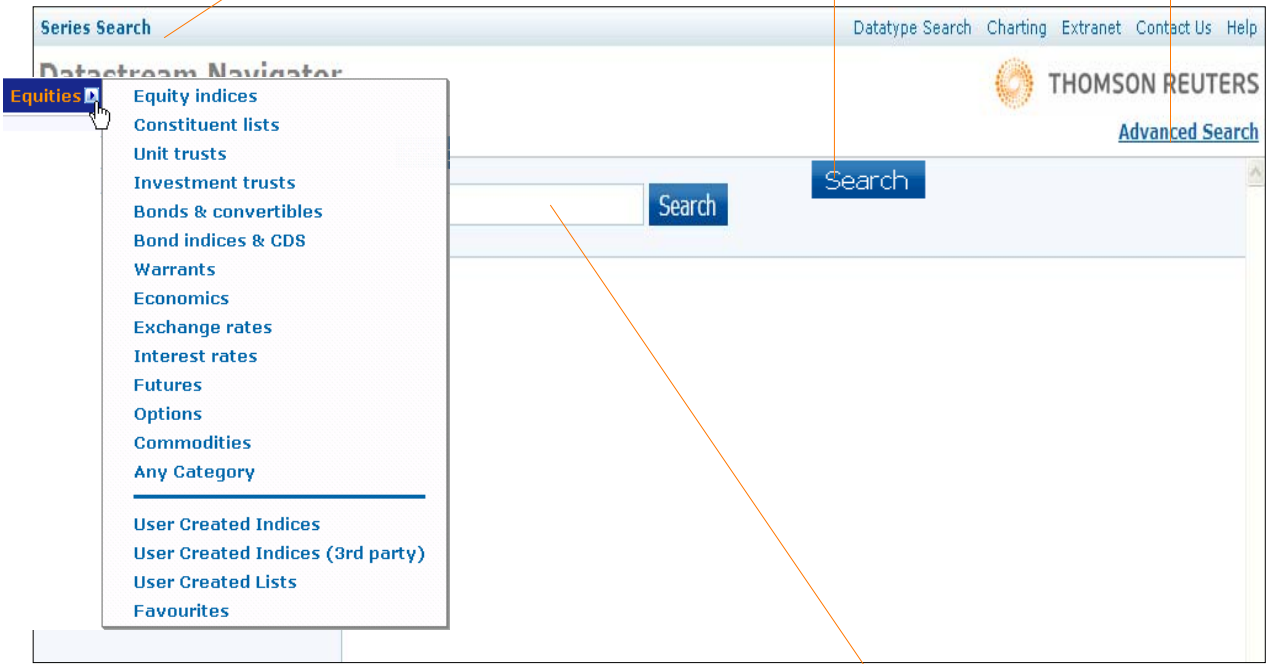 Series Search
Datatype Search Charting Extranet Contact Us Help
Datastream Navigator
THOMSON REUTERS
Advanced Search
Equities
Equity indices
Constituent lists
Unit trusts
Investment trusts
Bonds & convertibles
Bond indices & CDS
Warrants
Economics
Exchange rates
Interest rates
Futures
Options
Commodities
Any Category
User Created Indices
User Created Indices (3rd party)
User Created Lists
Favourites
Search
Search